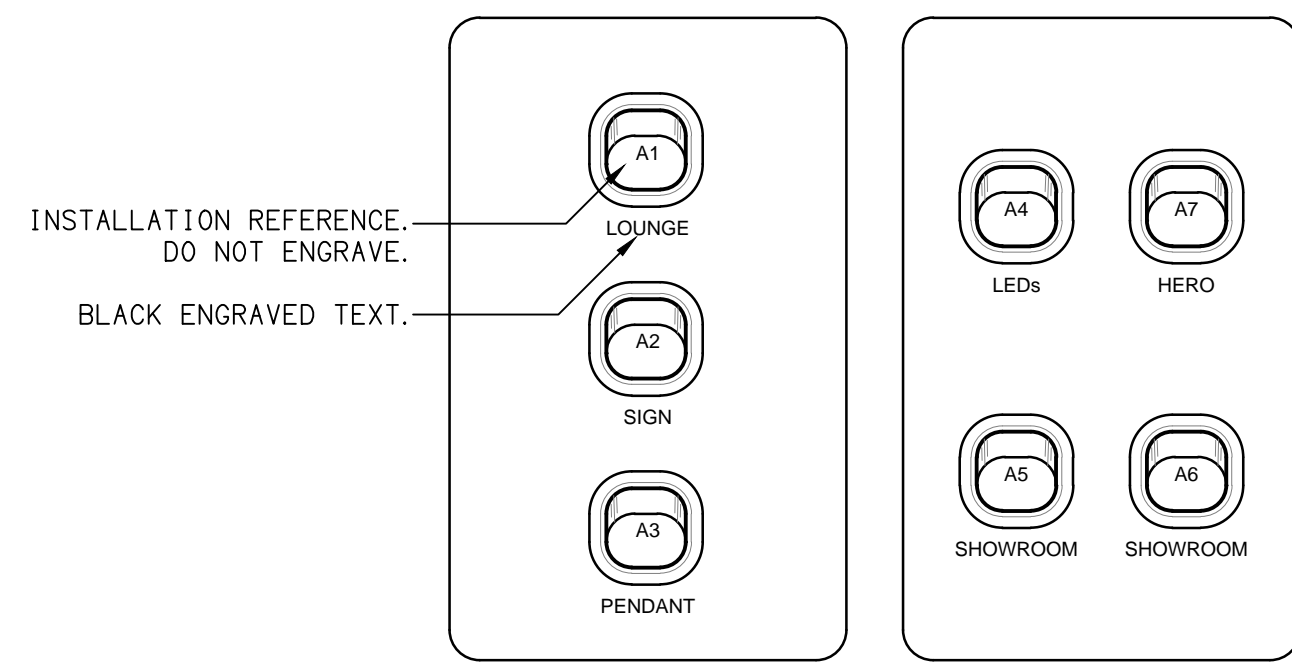 INSTALLATION REFERENCE.
DO NOT ENGRAVE.
BLACK ENGRAVED TEXT.
A1
LOUNGE
A2
SIGN
A3
PENDANT
A4 A7
LEDs HERO
A5 A6
SHOWROOM SHOWROOM